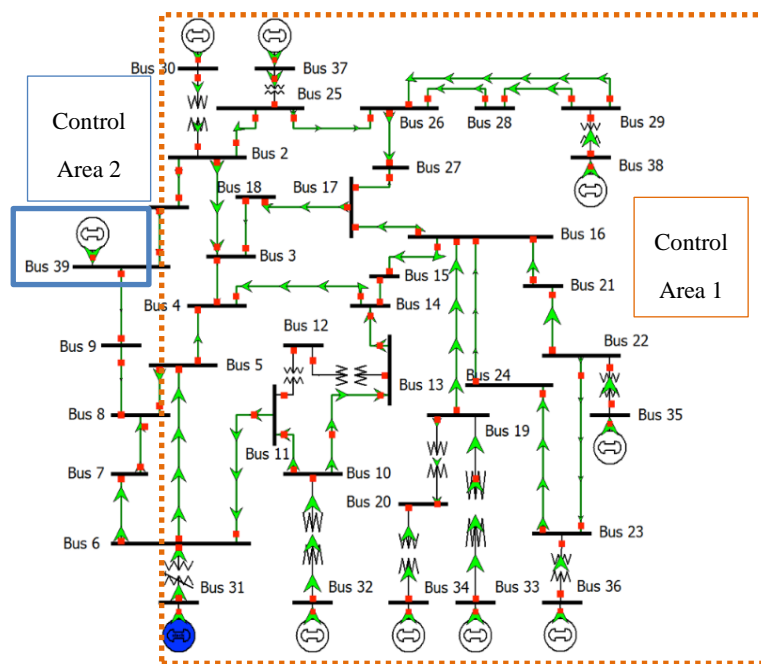 Bus 30
Bus 37
Bus 25
Bus 26
Bus 28
Bus 29
Bus 38
Control
Area 2
Bus 2
Bus 27
Bus 18
Bus 17
Bus 39
Bus 3
Bus 16
Control
Area 1
Bus 15
Bus 4
Bus 14
Bus 21
Bus 12
Bus 9
Bus 5
Bus 22
Bus 13
Bus 24
Bus 8
Bus 35
Bus 19
Bus 11
Bus 10
Bus 7
Bus 20
Bus 6
Bus 23
Bus 31
Bus 32
Bus 34
Bus 33
Bus 36